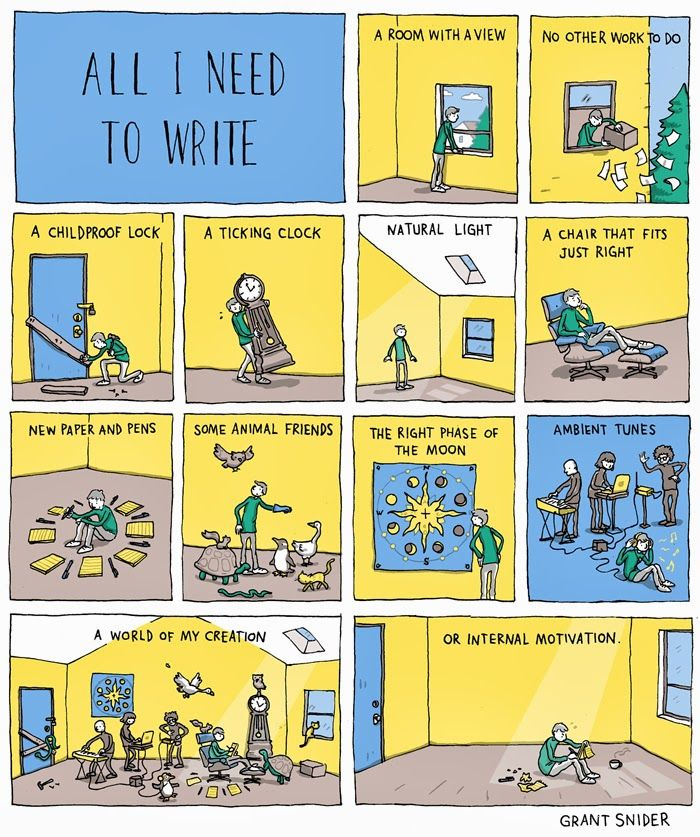 ALL I NEED
TO WRITE
A ROOM WITH A VIEW
NO OTHER WORK TO DO
A CHILDPROOF LOCK
A TICKING CLOCK
NATURAL LIGHT
A CHAIR THAT FITS
JUST RIGHT
NEW PAPER AND PENS
SOME ANIMAL FRIENDS
THE RIGHT PHASE OF
THE MOON
N
W
S
AMBIENT TUNES
A WORLD OF MY CREATION
OR INTERNAL MOTIVATION.
GRANT SNIDER